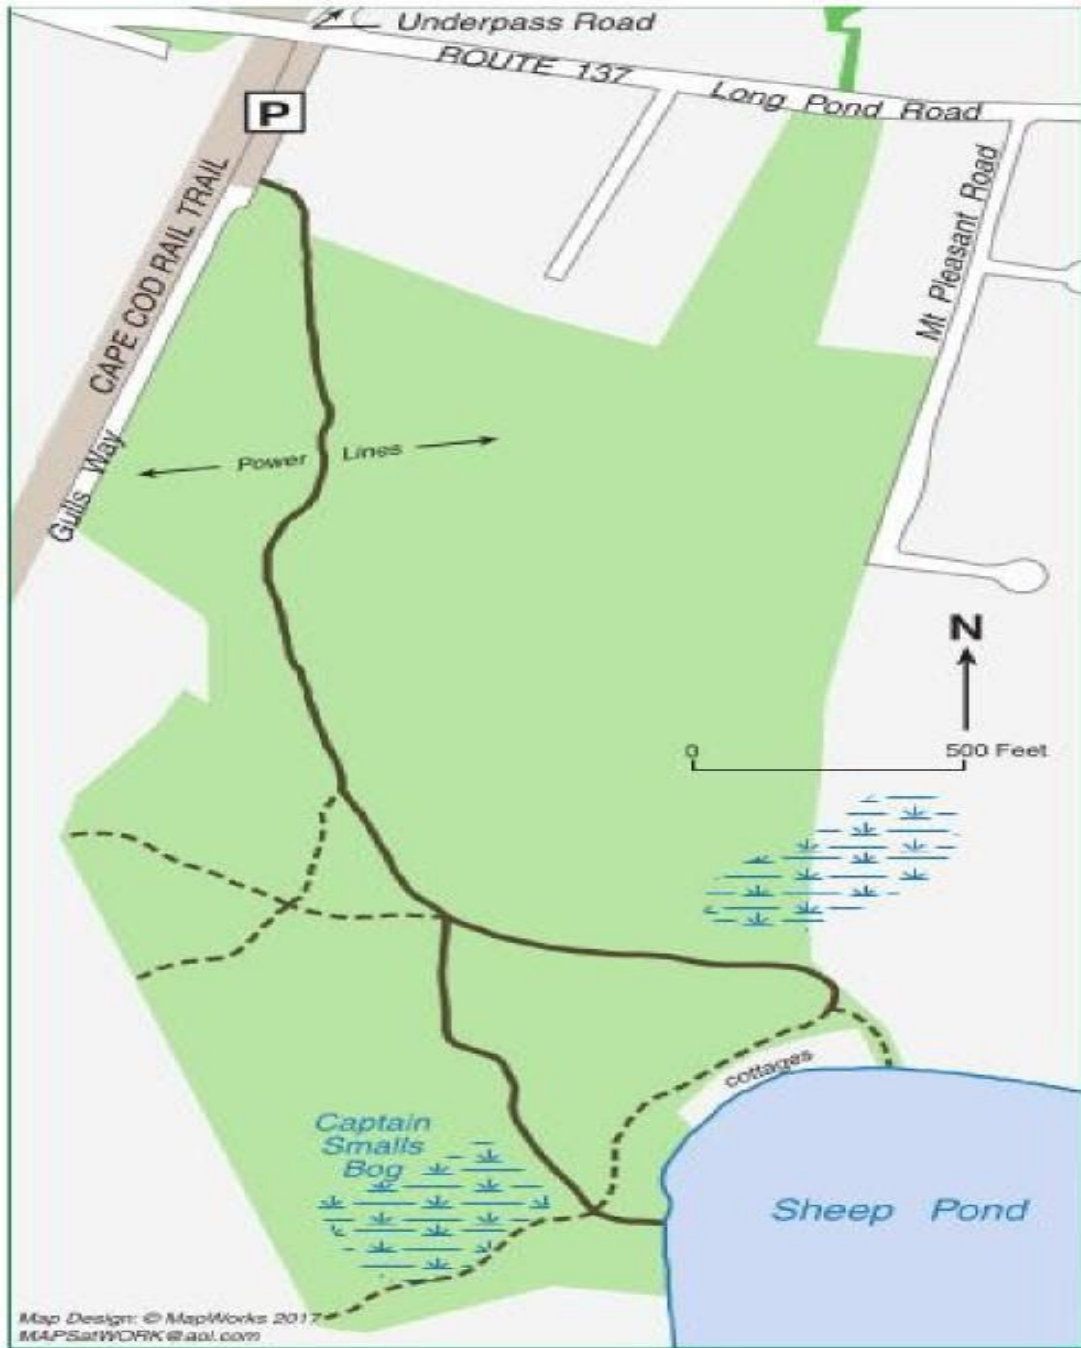 Underpass Road
ROUTE 137
Long Pond Road
P
CAPE COD RAIL TRAIL
Mt Pleasant Road
Power Lines
Gulls Way
N
0 500 Feet
cottages
Captain
Smalls
Bog
Sheep Pond
Map Design: © MapWorks 2017
MAPSatWORK@aol.com